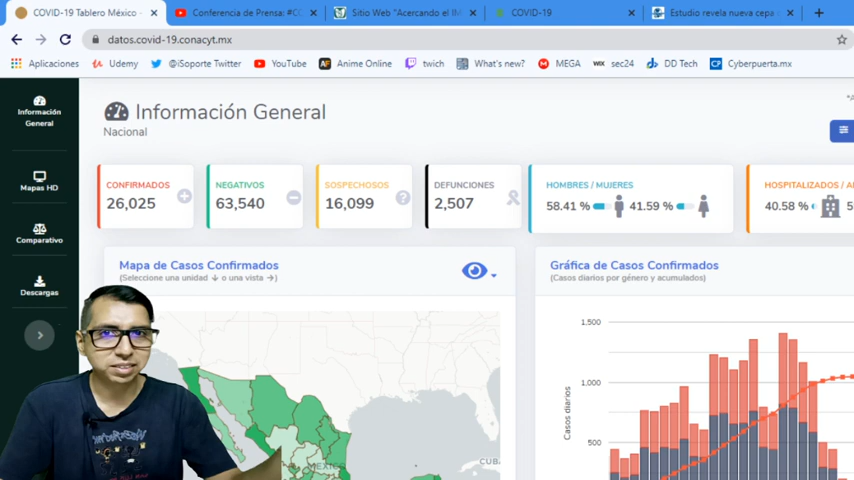 COVID-19 Tablero México -
Conferencia de Prensa: #CO
Sitio Web "Acercando el IM
COVID-19
Estudio revela nueva cepa
datos.covid-19.conacyt.mx
Aplicaciones
Udemy
@iSoporte Twitter
YouTube
Anime Online
twich
What's new?
MEGA
WIX sec24
DD Tech
CP Cyberpuerta.mx
Información
General
Mapas HD
Comparativo
Descargas
Información General
Nacional
CONFIRMADOS
26,025
NEGATIVOS
63,540
SOSPECHOSOS
16,099
DEFUNCIONES
2,507
HOMBRES / MUJERES
58.41 %
41.59 %
HOSPITALIZADOS / A
40.58 %
5
Mapa de Casos Confirmados
(Seleccione una unidad ↓ o una vista →)
Gráfica de Casos Confirmados
(Casos diarios por género y acumulados)
1,500
1,000
500
Casos diarios
MÉXICO
CUB